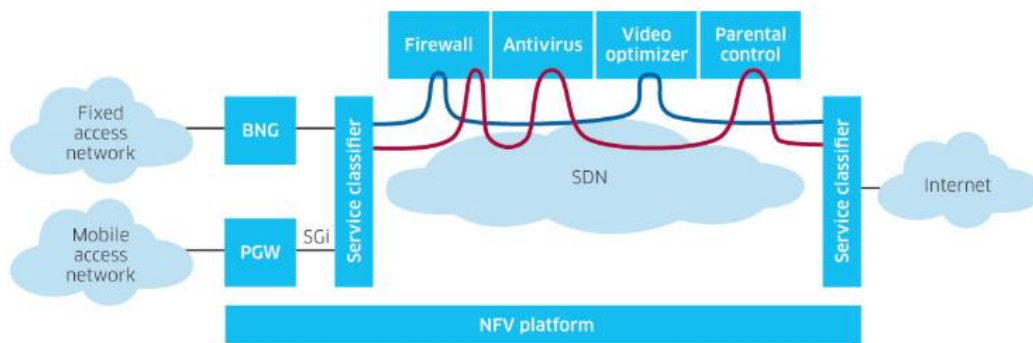 Firewall
Antivirus
Video
optimizer
Parental
control
Fixed
access
network
BNG
Service classifier
SDN
Service classifier
Internet
Mobile
access
network
PGW
SGi
NFV platform